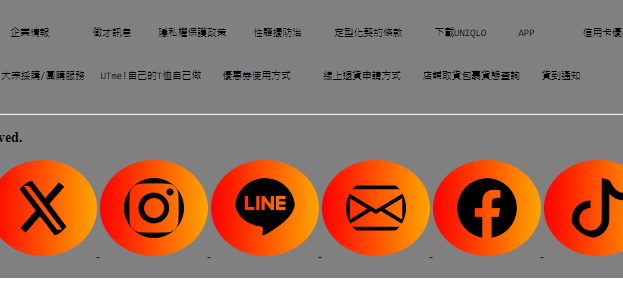 企業情報 徵才訊息 隱私權保護政策 性騷擾防治 定型化契約條款 下載UNIQLO APP 信用卡優
大宗採購/團購服務 UTme!自己的T恤自己做 優惠券使用方式 線上退貨申請方式 店鋪取貨包裹貨態查詢 貨到通知
ved.
LINE